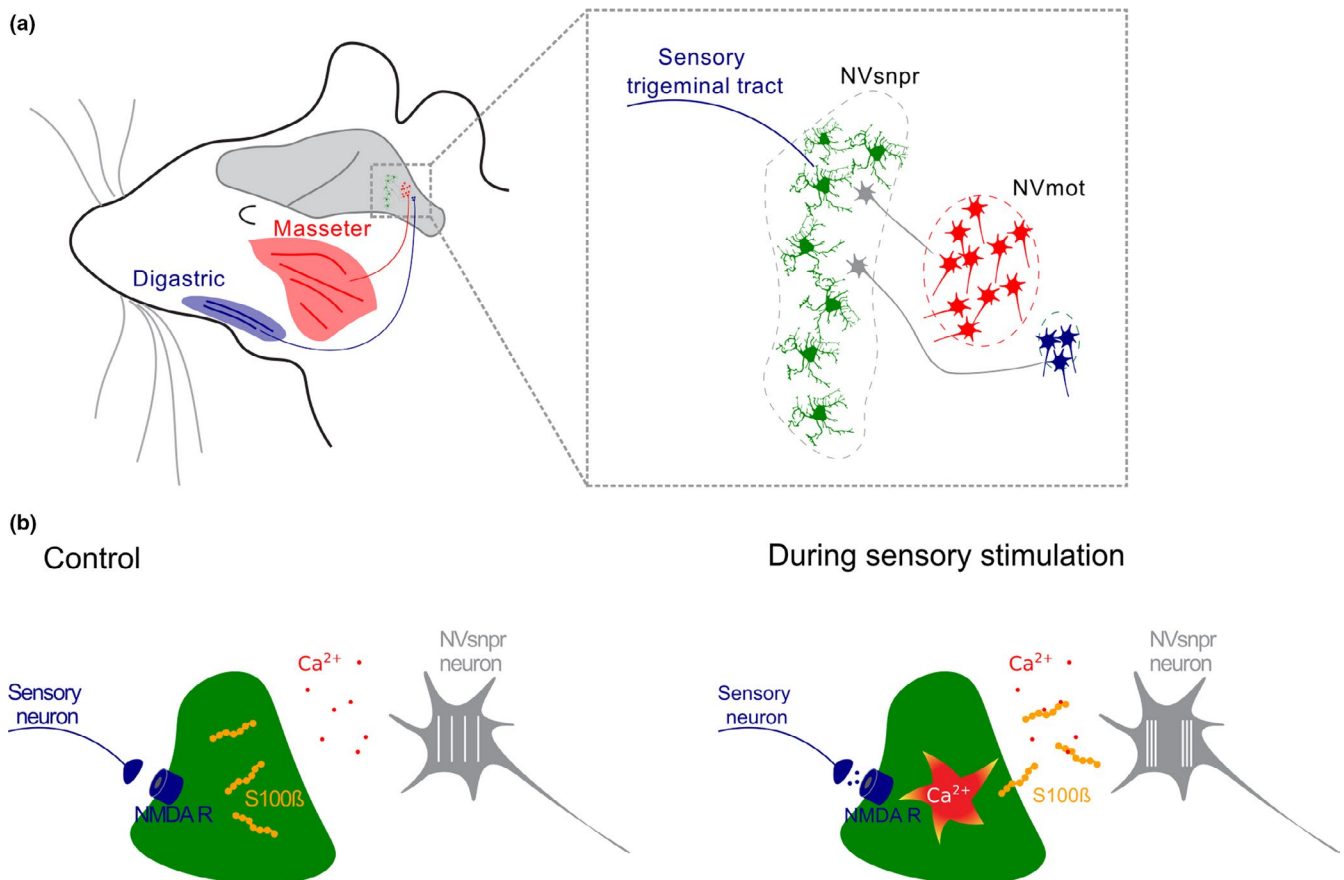 (a)
Sensory
trigeminal tract
NVsnpr
NVmot
Masseter
Digastric
(b)
Control
During sensory stimulation
Sensory
neuron
NMDA R
S100ß
Ca²⁺
NVsnpr
neuron
Sensory
neuron
NMDA R
Ca²⁺
S100ß
Ca²⁺
NVsnpr
neuron